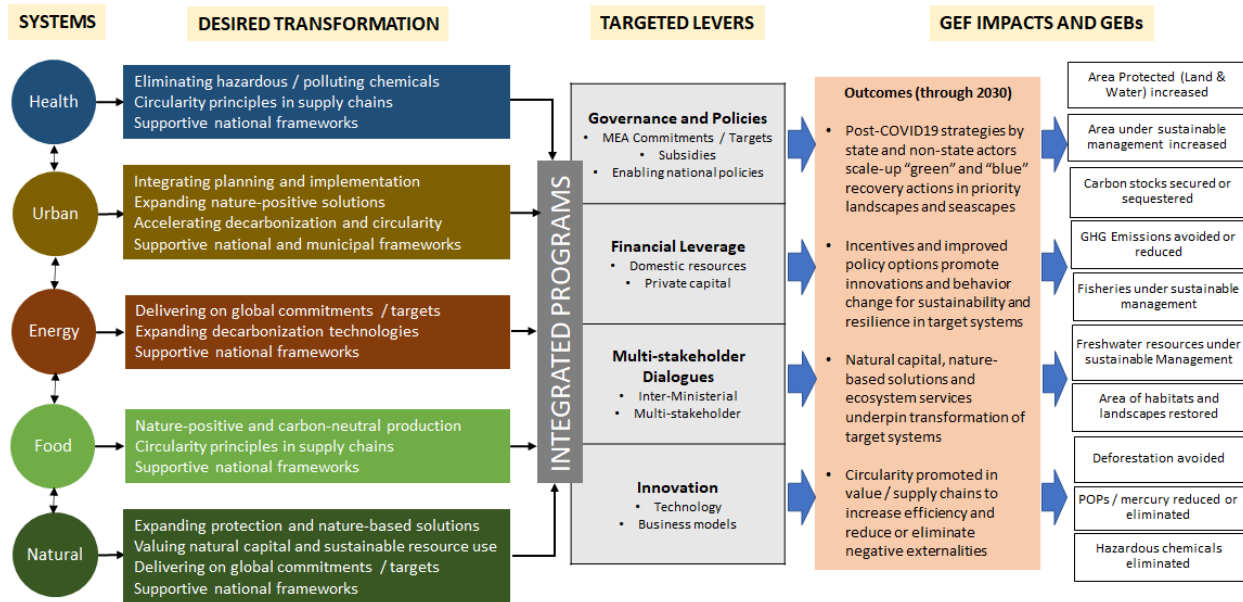 SYSTEMS
DESIRED TRANSFORMATION
TARGETED LEVERS
GEF IMPACTS AND GEBs
Health
Eliminating hazardous / polluting chemicals
Circularity principles in supply chains
Supportive national frameworks
Urban
Integrating planning and implementation
Expanding nature-positive solutions
Accelerating decarbonization and circularity
Supportive national and municipal frameworks
Energy
Delivering on global commitments / targets
Expanding decarbonization technologies
Supportive national frameworks
Food
Nature-positive and carbon-neutral production
Circularity principles in supply chains
Supportive national frameworks
Natural
Expanding protection and nature-based solutions
Valuing natural capital and sustainable resource use
Delivering on global commitments / targets
Supportive national frameworks
INTEGRATED PROGRAMS
Governance and Policies
• MEA Commitments / Targets
• Subsidies
• Enabling national policies
Financial Leverage
• Domestic resources
• Private capital
Multi-stakeholder
Dialogues
• Inter-Ministerial
• Multi-stakeholder
Innovation
• Technology
• Business models
Outcomes (through 2030)
• Post-COVID19 strategies by
state and non-state actors
scale-up “green” and “blue”
recovery actions in priority
landscapes and seascapes
• Incentives and improved
policy options promote
innovations and behavior
change for sustainability and
resilience in target systems
• Natural capital, nature-
based solutions and
ecosystem services
underpin transformation of
target systems
• Circularity promoted in
value / supply chains to
increase efficiency and
reduce or eliminate
negative externalities
Area Protected (Land &
Water) increased
Area under sustainable
management increased
Carbon stocks secured or
sequestered
GHG Emissions avoided or
reduced
Fisheries under sustainable
management
Freshwater resources under
sustainable Management
Area of habitats and
landscapes restored
Deforestation avoided
POPs / mercury reduced or
eliminated
Hazardous chemicals
eliminated